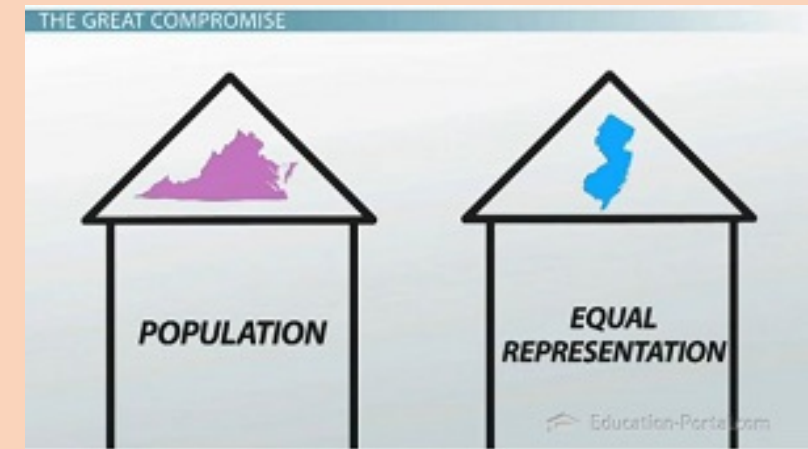 THE GREAT COMPROMISE
POPULATION
EQUAL
REPRESENTATION
Education-Portal.com